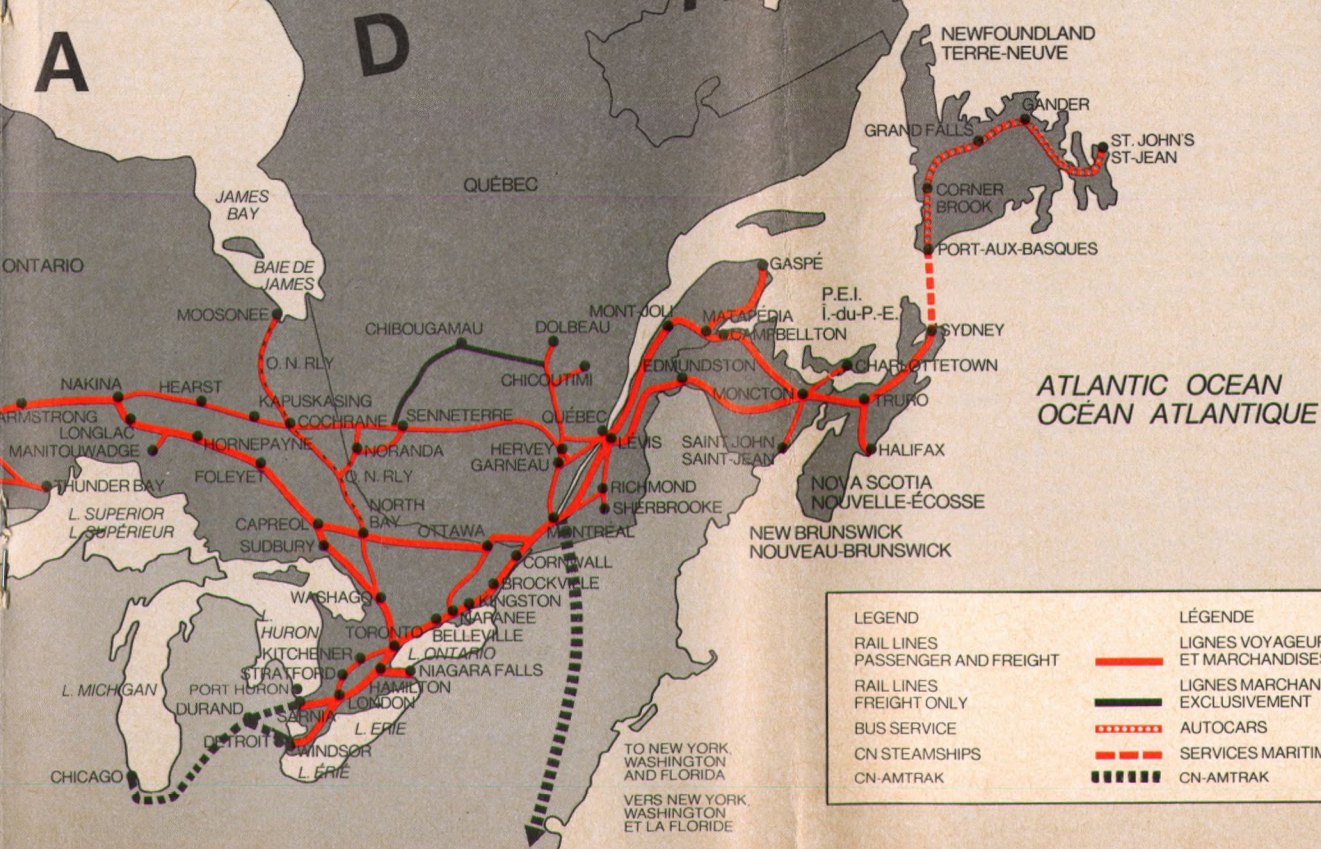 A
D
NEWFOUNDLAND
TERRE-NEUVE
GANDER
GRAND FALLS
ST. JOHN'S
ST-JEAN
QUÉBEC
JAMES
BAY
CORNER
BROOK
ONTARIO
BAIE DE
JAMES
PORT-AUX-BASQUES
GASPÉ
P.E.I.
Î.-du-P.-E.
MOOSONEE
MONT-JOLI
MATAPÉDIA
CHIBOUGAMAU
DOLBEAU
CAMPBELLTON
SYDNEY
O.N. RLY
EDMUNDSTON
CHARLOTTETOWN
CHICOUTIMI
NAKINA
HEARST
MONCTON
KAPUSKASING
TRURO
ATLANTIC OCEAN
OCÉAN ATLANTIQUE
ARMSTRONG
COCHRANE
SENNETERRE
QUÉBEC
LONGLAC
HORNEPAYNE
LÉVIS
SAINT JOHN
SAINT-JEAN
MANITOUWADGE
NORANDA
HERVEY
GARNEAU
HALIFAX
FOLEYET
O.N. RLY
THUNDER BAY
RICHMOND
NOVA SCOTIA
NOUVELLE-ÉCOSSE
SHERBROOKE
NORTH
BAY
L. SUPERIOR
L. SUPÉRIEUR
CAPREOL
OTTAWA
MONTRÉAL
NEW BRUNSWICK
NOUVEAU-BRUNSWICK
SUDBURY
CORNWALL
BROCKVILLE
WASHAGO
KINGSTON
NAPANEE
L.
HURON
TORONTO
BELLEVILLE
KITCHENER
L. ONTARIO
STRATFORD
NIAGARA FALLS
L. MICHIGAN
PORT HURON
HAMILTON
DURAND
LONDON
SARNIA
L. ERIE
DETROIT
WINDSOR
L. ÉRIÉ
CHICAGO
TO NEW YORK,
WASHINGTON
AND FLORIDA
VERS NEW YORK,
WASHINGTON
ET LA FLORIDE
LEGEND
LÉGENDE
RAIL LINES
PASSENGER AND FREIGHT
LIGNES VOYAGEUR
ET MARCHANDISES
RAIL LINES
FREIGHT ONLY
LIGNES MARCHAN
EXCLUSIVEMENT
BUS SERVICE
AUTOCARS
CN STEAMSHIPS
SERVICES MARITIM
CN-AMTRAK
CN-AMTRAK